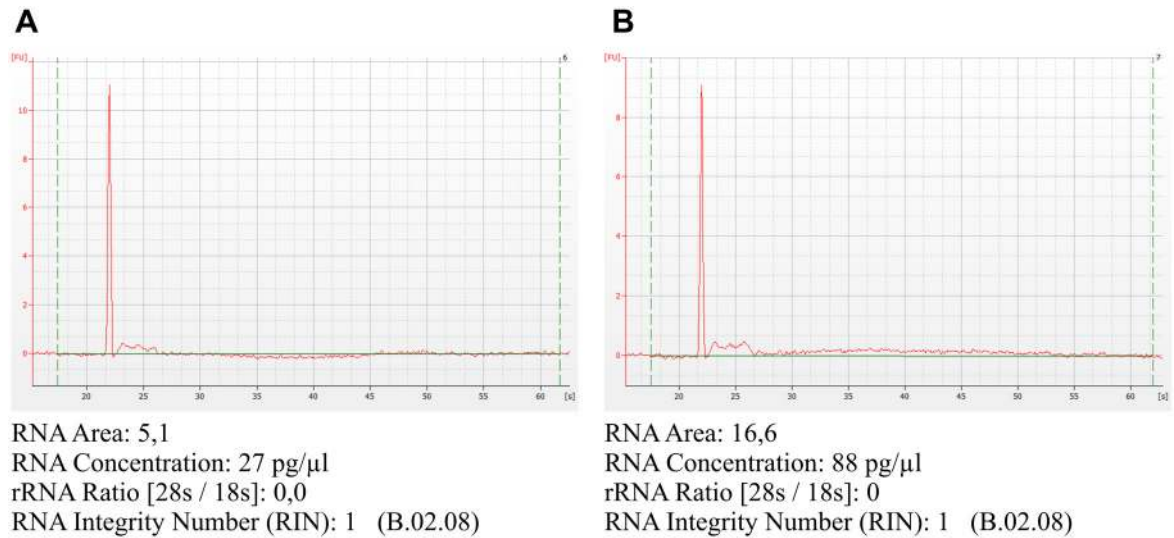 A
[FU]
6
10
8
6
4
2
0
20 25 30 35 40 45 50 55 60 [s]
RNA Area: 5,1
RNA Concentration: 27 pg/µl
rRNA Ratio [28s / 18s]: 0,0
RNA Integrity Number (RIN): 1 (B.02.08)
B
[FU]
7
8
6
4
2
0
20 25 30 35 40 45 50 55 60 [s]
RNA Area: 16,6
RNA Concentration: 88 pg/µl
rRNA Ratio [28s / 18s]: 0
RNA Integrity Number (RIN): 1 (B.02.08)